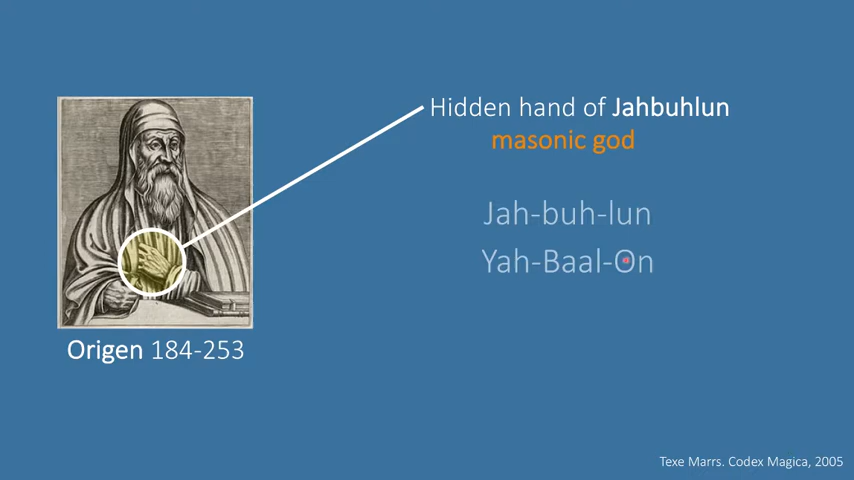 Hidden hand of Jahbuhlun
masonic god
Jah-buh-lun
Yah-Baal-On
Origen 184-253
Texe Marrs. Codex Magica, 2005